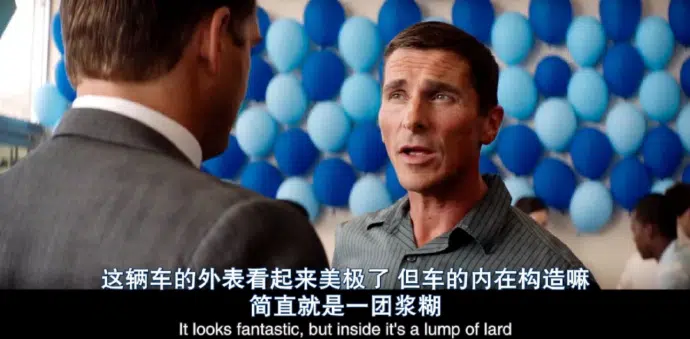 这辆车的外表看起来美极了 但车的内在构造嘛
简直就是一团浆糊
It looks fantastic, but inside it's a lump of lard